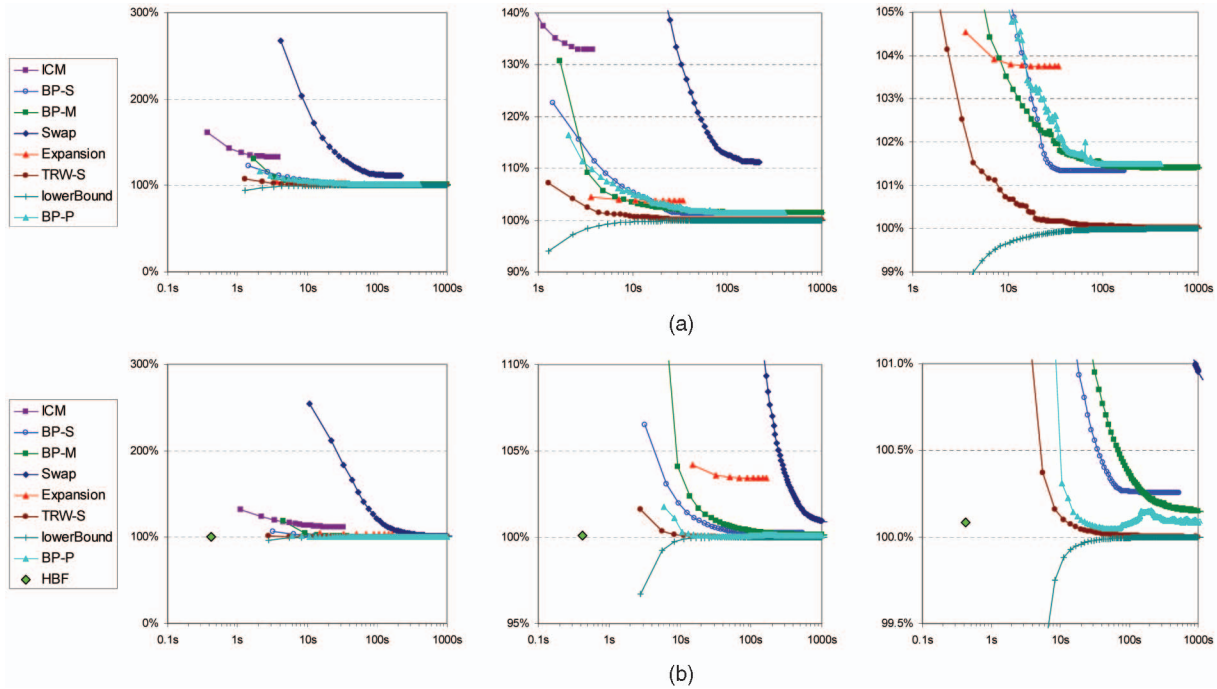 ICM
BP-S
BP-M
Swap
Expansion
TRW-S
lowerBound
BP-P
300%
200%
100%
0%
0.1s 1s 10s 100s 1000s
140%
130%
120%
110%
100%
90%
1s 10s 100s 1000s
105%
104%
103%
102%
101%
100%
99%
1s 10s 100s 1000s
(a)
ICM
BP-S
BP-M
Swap
Expansion
TRW-S
lowerBound
BP-P
HBF
300%
200%
100%
0%
0.1s 1s 10s 100s 1000s
110%
105%
100%
95%
0.1s 1s 10s 100s 1000s
101.0%
100.5%
100.0%
99.5%
0.1s 1s 10s 100s 1000s
(b)